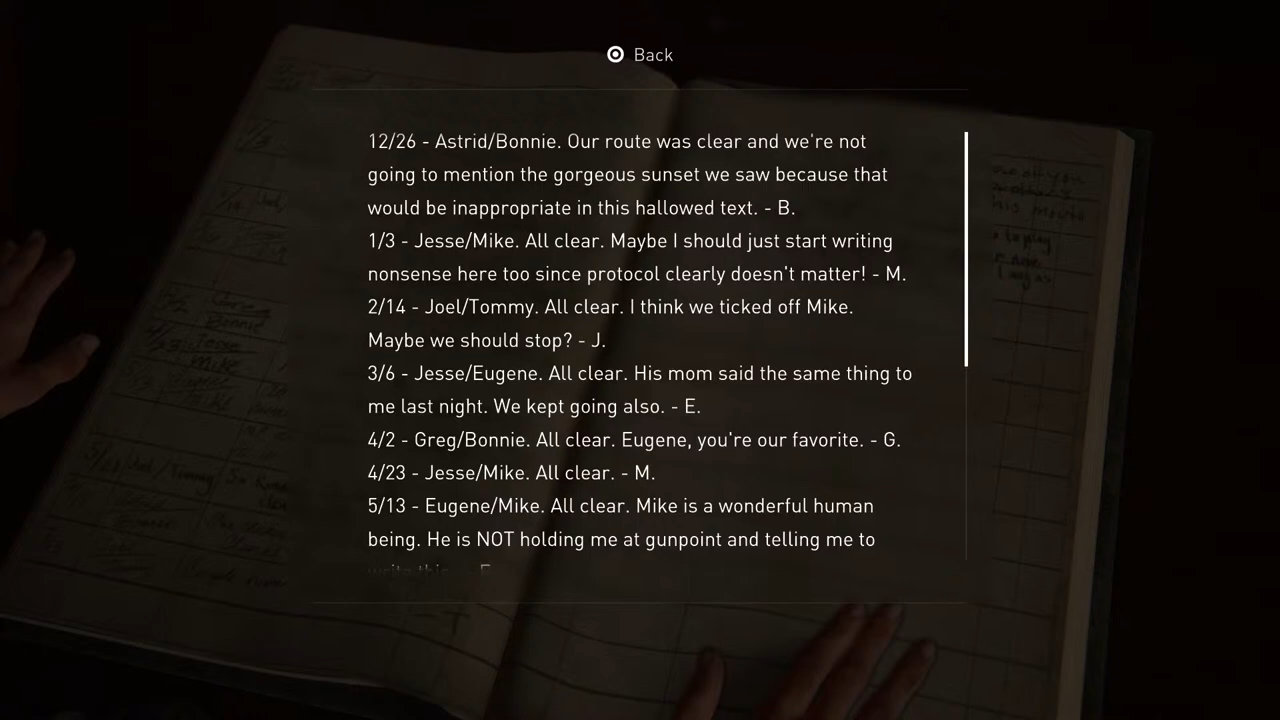 Back
12/26 - Astrid/Bonnie. Our route was clear and we're not
going to mention the gorgeous sunset we saw because that
would be inappropriate in this hallowed text. - B.
1/3 - Jesse/Mike. All clear. Maybe I should just start writing
nonsense here too since protocol clearly doesn't matter! - M.
2/14 - Joel/Tommy. All clear. I think we ticked off Mike.
Maybe we should stop? - J.
3/6 - Jesse/Eugene. All clear. His mom said the same thing to
me last night. We kept going also. - E.
4/2 - Greg/Bonnie. All clear. Eugene, you're our favorite. - G.
4/23 - Jesse/Mike. All clear. - M.
5/13 - Eugene/Mike. All clear. Mike is a wonderful human
being. He is NOT holding me at gunpoint and telling me to
write this. - E.